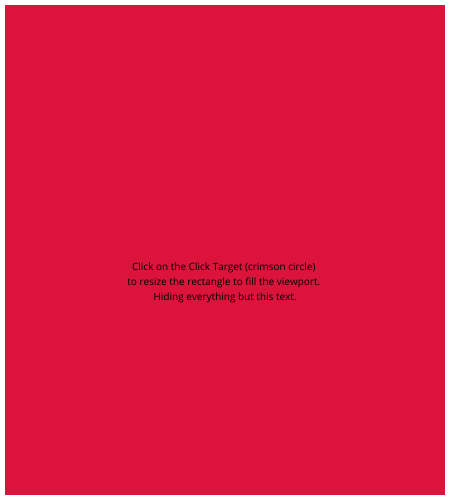 Click on the Click Target (crimson circle)
to resize the rectangle to fill the viewport.
Hiding everything but this text.